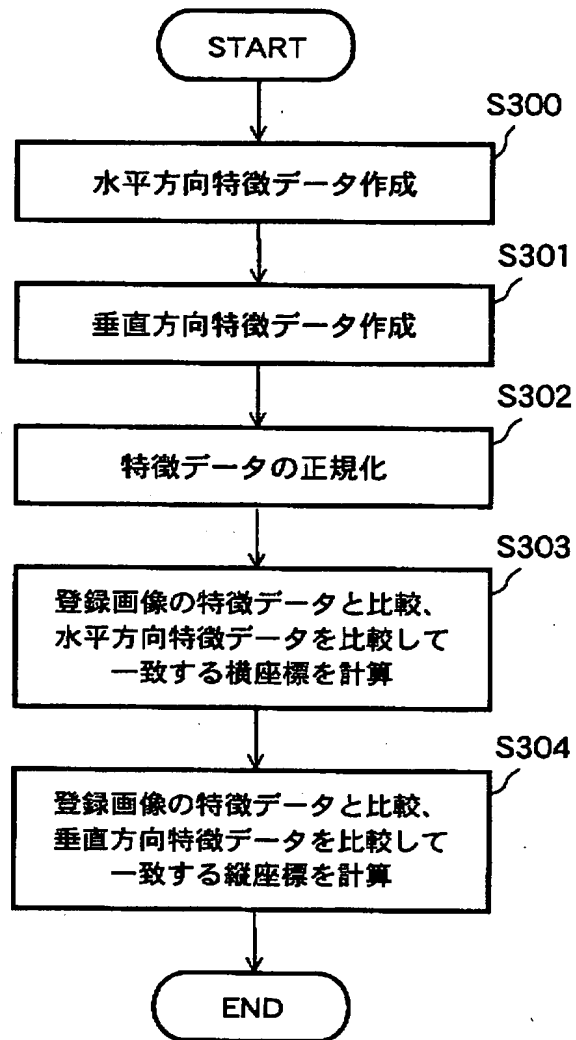 START
S300
水平方向特徴データ作成
S301
垂直方向特徴データ作成
S302
特徴データの正規化
S303
登録画像の特徴データと比較、
水平方向特徴データを比較して
一致する横座標を計算
S304
登録画像の特徴データと比較、
垂直方向特徴データを比較して
一致する縦座標を計算
END